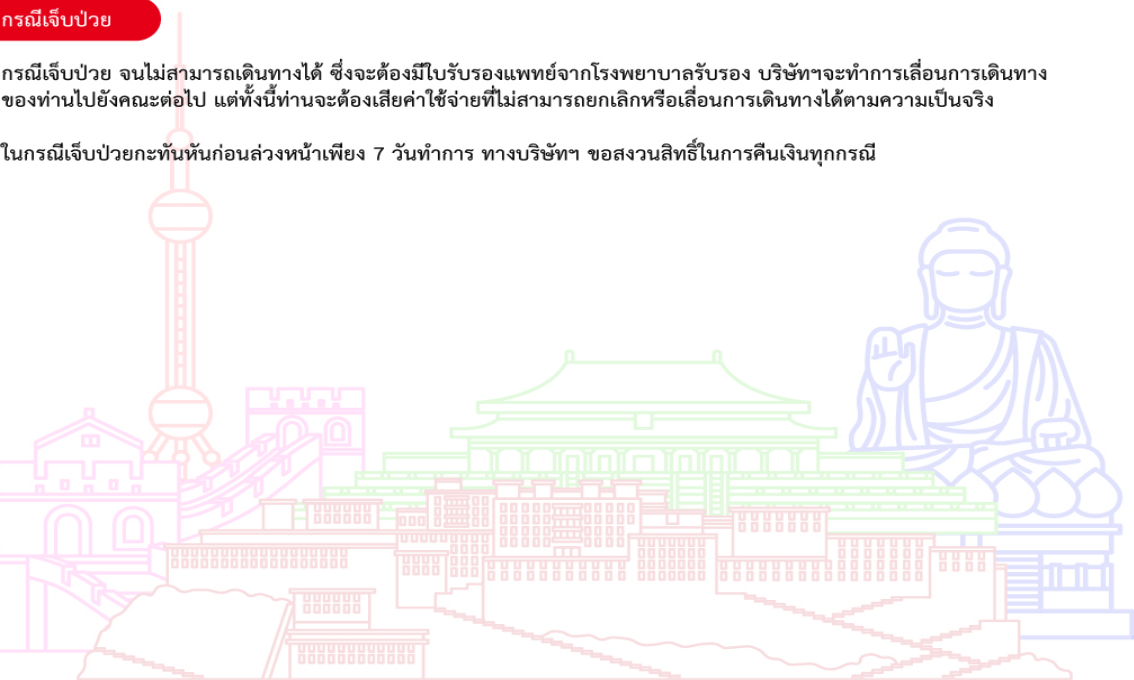 กรณีเจ็บป่วย
กรณีเจ็บป่วย จนไม่สามารถเดินทางได้ ซึ่งจะต้องมีใบรับรองแพทย์จากโรงพยาบาลรับรอง บริษัทฯจะทำการเลื่อนการเดินทาง
ของท่านไปยังคณะต่อไป แต่ทั้งนี้ท่านจะต้องเสียค่าใช้จ่ายที่ไม่สามารถยกเลิกหรือเลื่อนการเดินทางได้ตามความเป็นจริง
ในกรณีเจ็บป่วยกะทันหันก่อนล่วงหน้าเพียง 7 วันทำการ ทางบริษัทฯ ขอสงวนสิทธิ์ในการคืนเงินทุกกรณี